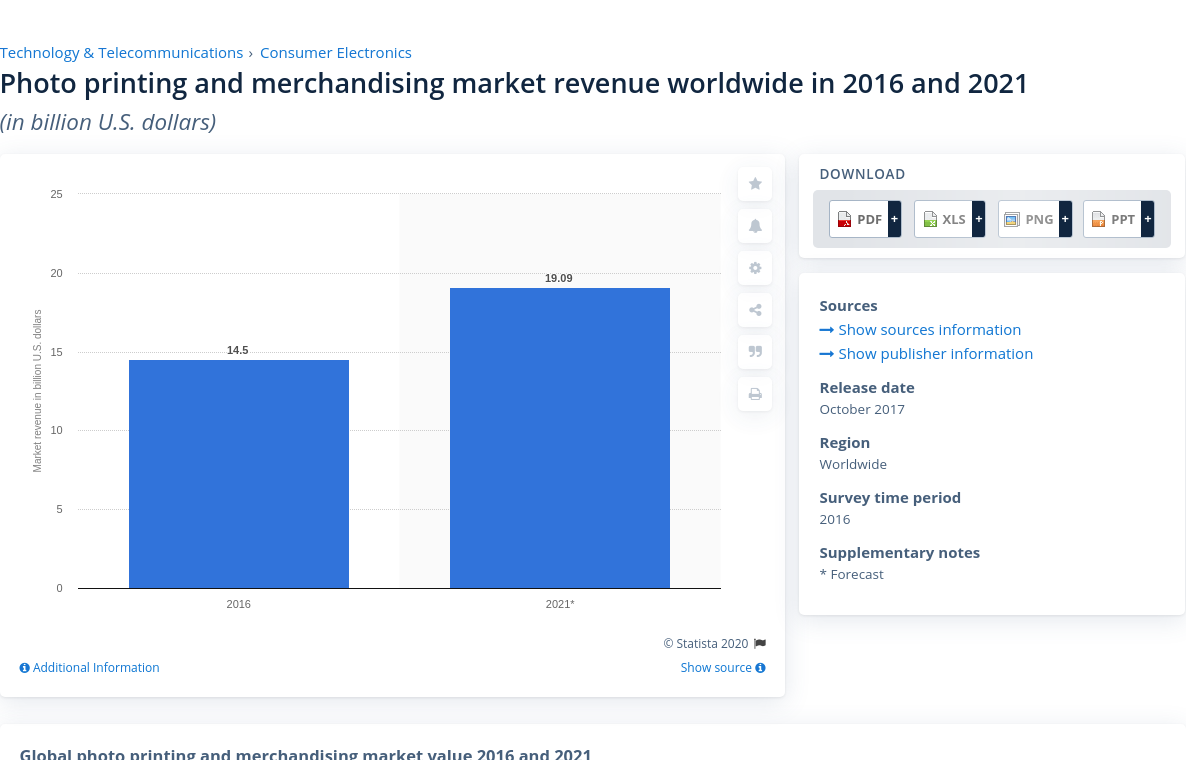 Technology & Telecommunications › Consumer Electronics
Photo printing and merchandising market revenue worldwide in 2016 and 2021
(in billion U.S. dollars)
Market revenue in billion U.S. dollars
25
20
15
10
5
0
14.5
19.09
2016
2021*
© Statista 2020
Additional Information
Show source
DOWNLOAD
PDF + XLS + PNG + PPT +
Sources
Show sources information
Show publisher information
Release date
October 2017
Region
Worldwide
Survey time period
2016
Supplementary notes
* Forecast
Global photo printing and merchandising market value 2016 and 2021